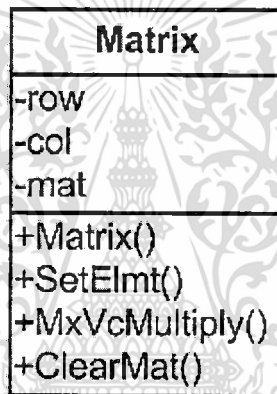 Matrix
-row
-col
-mat
+Matrix()
+SetElmt()
+MxVcMultiply()
+ClearMat()